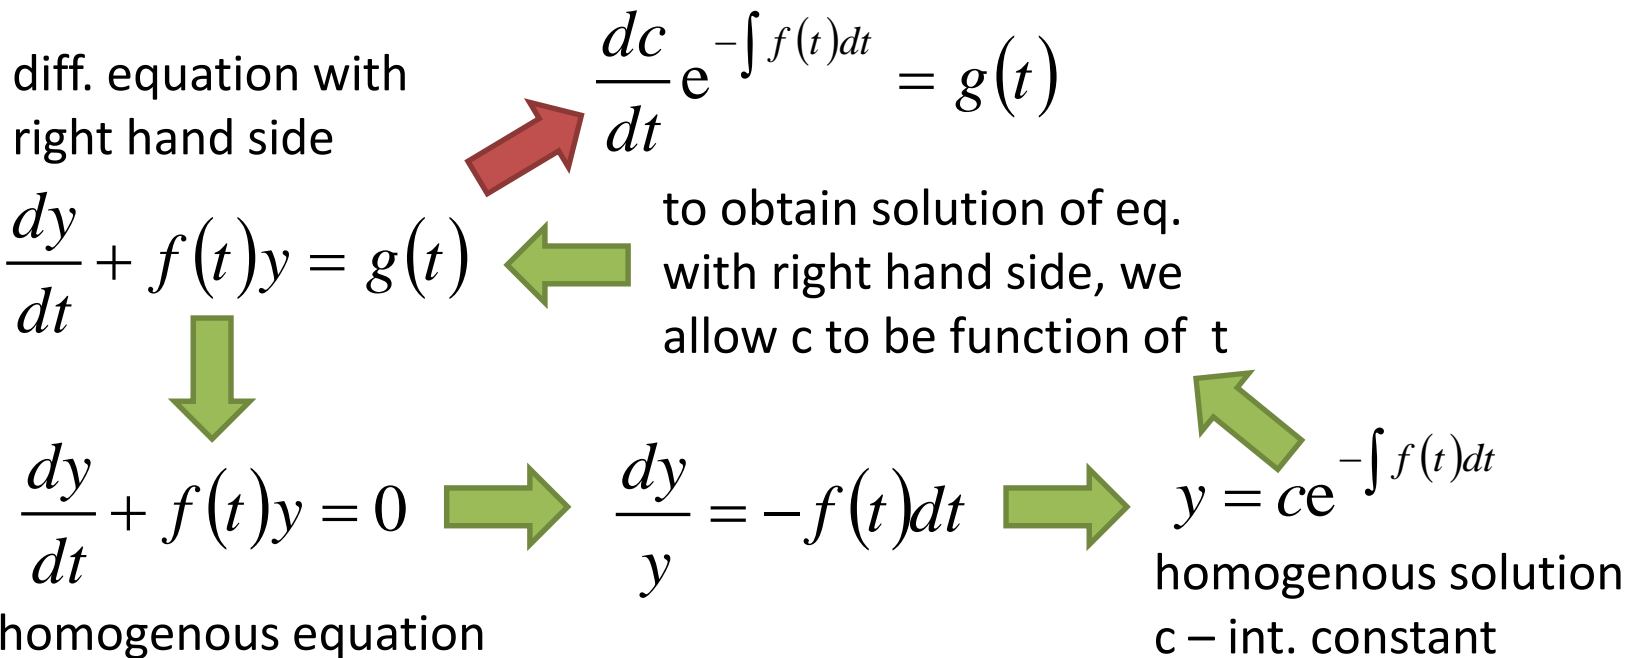 diff. equation with
right hand side
dy/dt + f(t)y = g(t)
dc/dt e^{-∫f(t)dt} = g(t)
to obtain solution of eq.
with right hand side, we
allow c to be function of t
dy/dt + f(t)y = 0
homogenous equation
dy/y = -f(t)dt
y = ce^{-∫f(t)dt}
homogenous solution
c – int. constant